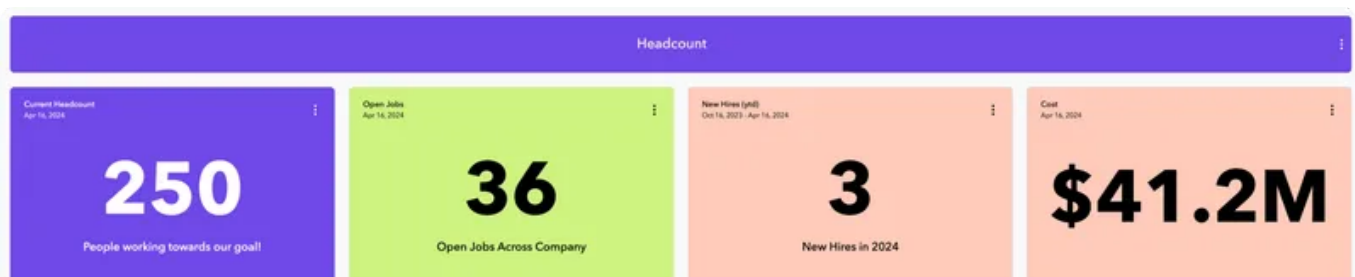 Headcount
Current Headcount
Apr 16, 2024
250
People working towards our goal!
Open Jobs
Apr 16, 2024
36
Open Jobs Across Company
New Hires (ytd)
Oct 16, 2023 - Apr 16, 2024
3
New Hires in 2024
Cost
Apr 16, 2024
$41.2M